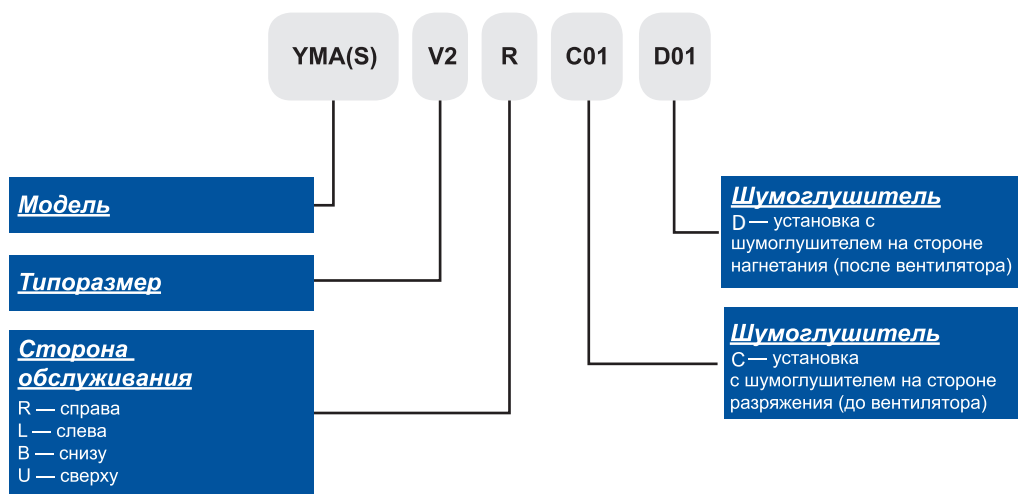 YMA(S) V2 R C01 D01
Модель
Типоразмер
Сторона
обслуживания
R — справа
L — слева
B — снизу
U — сверху
Шумоглушитель
D — установка с
шумоглушителем на стороне
нагнетания (после вентилятора)
Шумоглушитель
C — установка
с шумоглушителем на стороне
разряжения (до вентилятора)